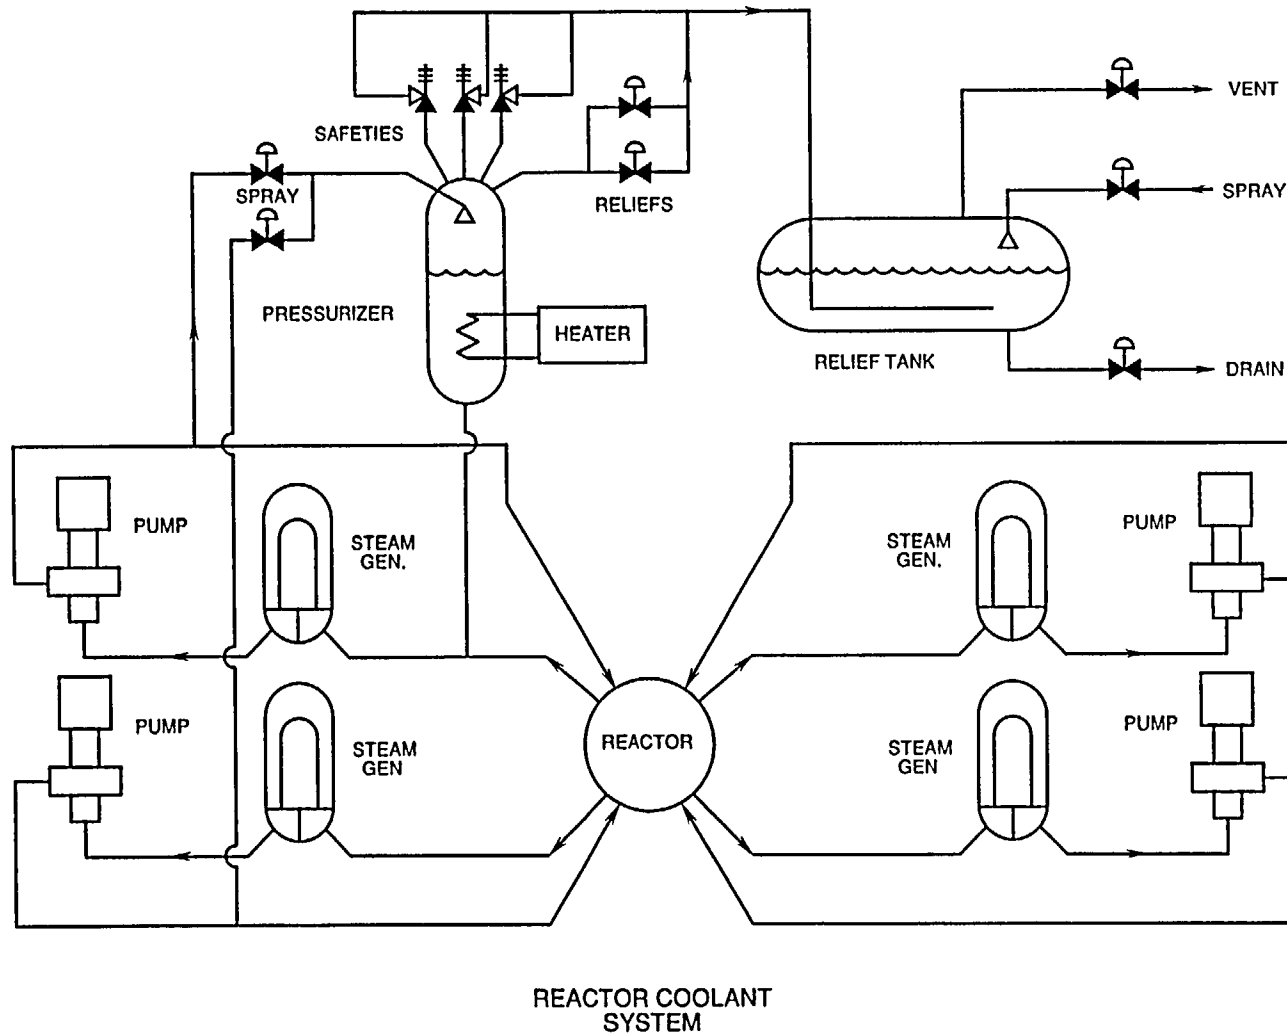 VENT
SAFETIES
SPRAY
SPRAY
RELIEFS
PRESSURIZER
HEATER
RELIEF TANK
DRAIN
PUMP
STEAM
GEN.
STEAM
GEN.
PUMP
PUMP
STEAM
GEN
REACTOR
STEAM
GEN
PUMP
REACTOR COOLANT
SYSTEM